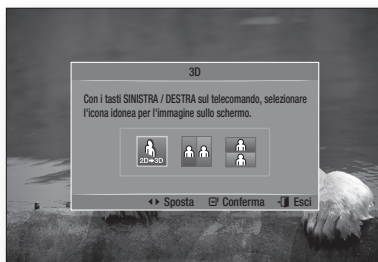 3D
Con i tasti SINISTRA / DESTRA sul telecomando, selezionare
l'icona idonea per l'immagine sullo schermo.
2D➔3D
Sposta Conferma Esci